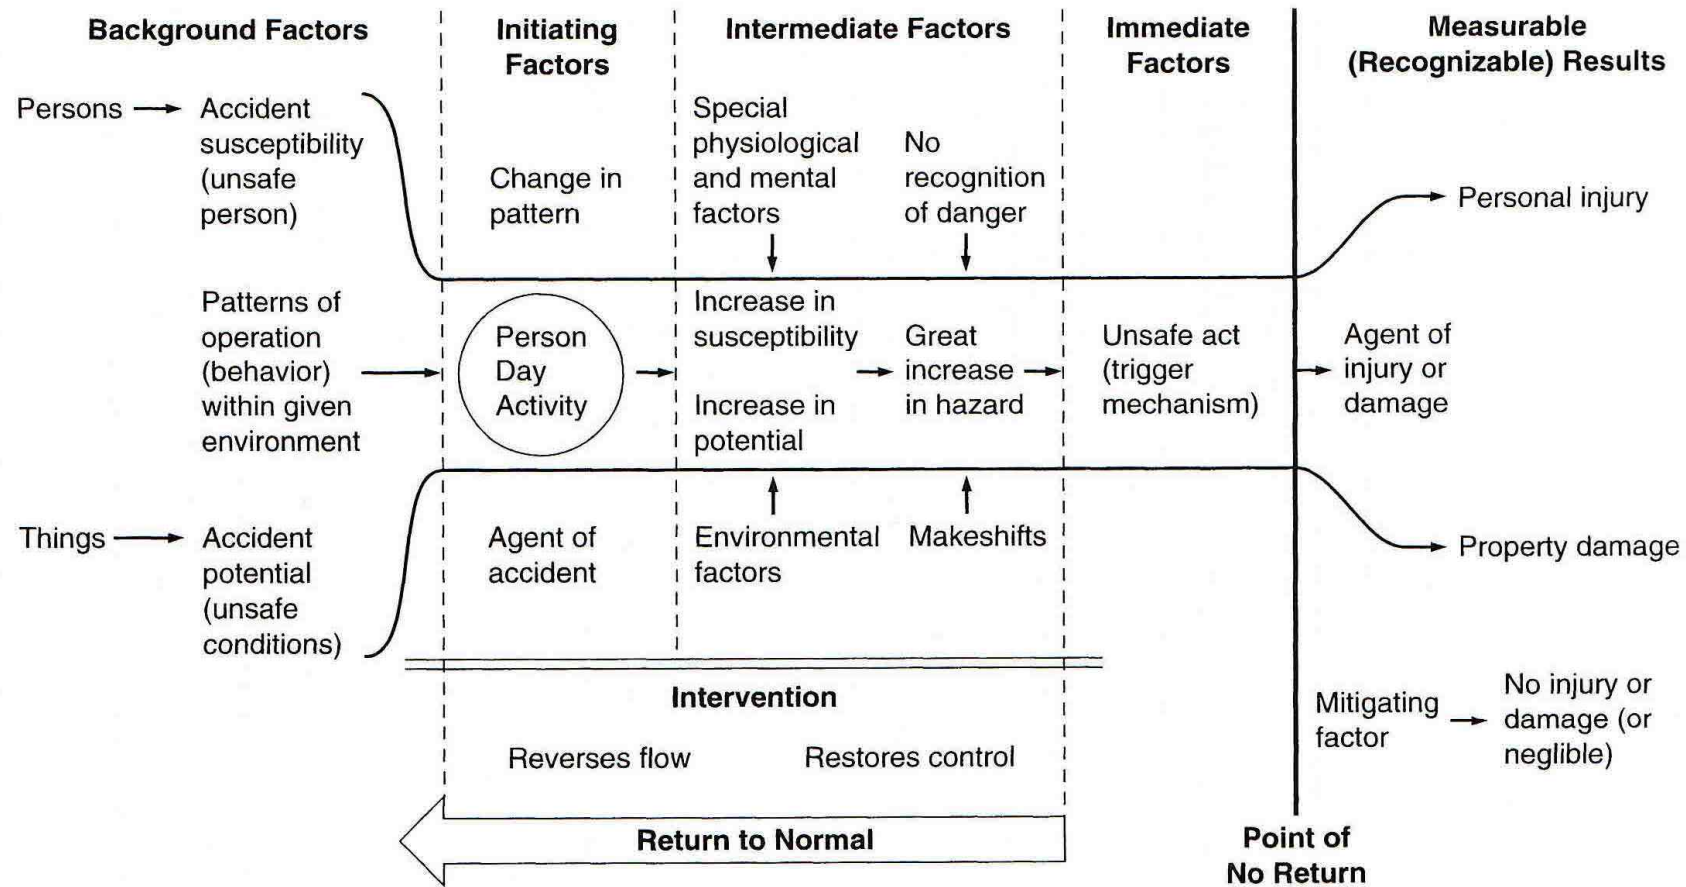 Background Factors
Initiating
Factors
Intermediate Factors
Immediate
Factors
Measurable
(Recognizable) Results
Persons
Accident
susceptibility
(unsafe
person)
Change in
pattern
Special
physiological
and mental
factors
No
recognition
of danger
Personal injury
Patterns of
operation
(behavior)
within given
environment
Person
Day
Activity
Increase in
susceptibility
Increase in
potential
Great
increase
in hazard
Unsafe act
(trigger
mechanism)
Agent of
injury or
damage
Things
Accident
potential
(unsafe
conditions)
Agent of
accident
Environmental
factors
Makeshifts
Property damage
Intervention
Reverses flow
Restores control
Return to Normal
Mitigating
factor
No injury or
damage (or
neglible)
Point of
No Return